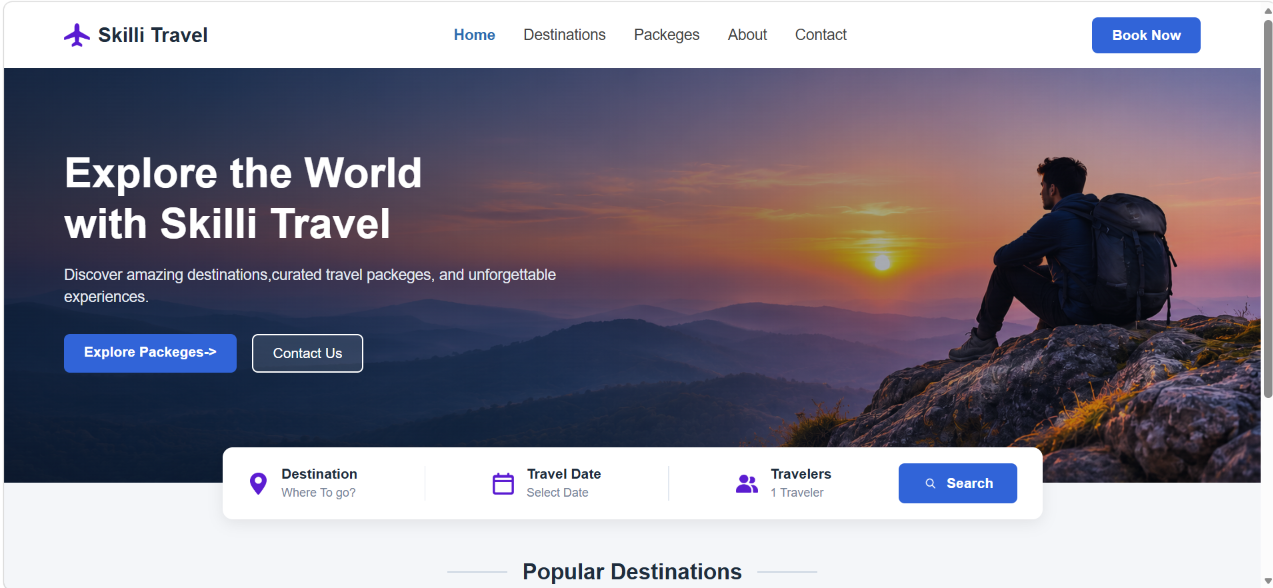 Skilli Travel
Home
Destinations
Packeges
About
Contact
Book Now
Explore the World
with Skilli Travel
Discover amazing destinations,curated travel packeges, and unforgettable
experiences.
Explore Packeges->
Contact Us
Destination
Where To go?
Travel Date
Select Date
Travelers
1 Traveler
Search
Popular Destinations